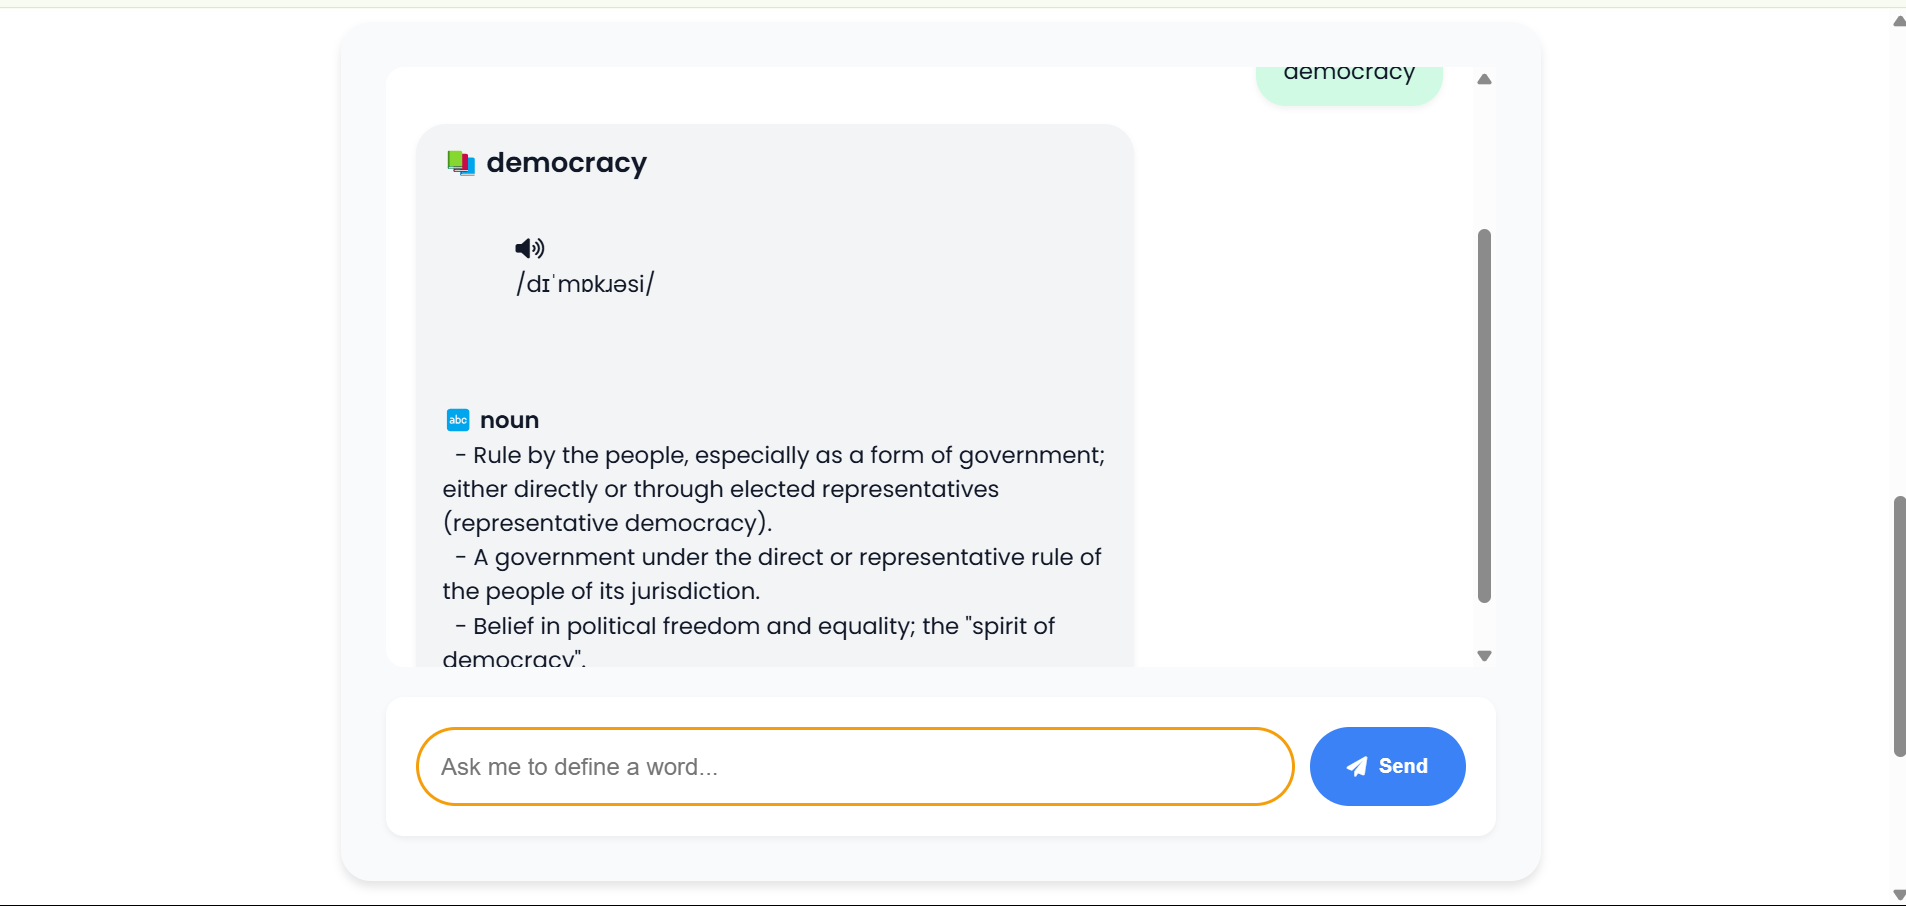 democracy
democracy
/dɪˈmɒkɹəsi/
abc noun
- Rule by the people, especially as a form of government;
either directly or through elected representatives
(representative democracy).
- A government under the direct or representative rule of
the people of its jurisdiction.
- Belief in political freedom and equality; the "spirit of
democracy".
Ask me to define a word...
Send